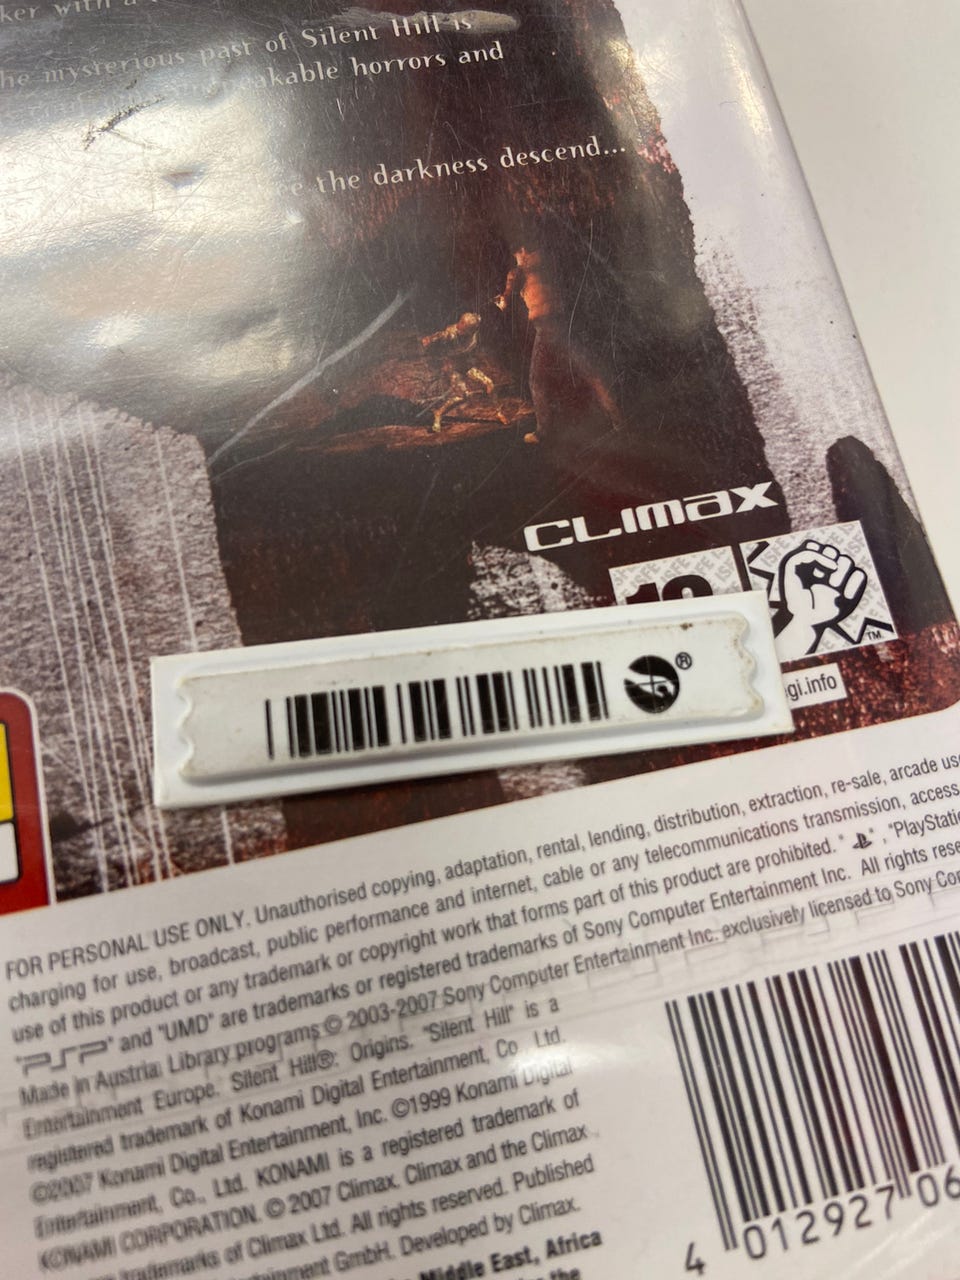 ker with a
he mysterious past of Silent Hill is
eakable horrors and
the darkness descend...
CLIMAX
ISFE
TM
gi.info
®
FOR PERSONAL USE ONLY. Unauthorised copying, adaptation, rental, lending, distribution, extraction, re-sale, arcade us
charging for use, broadcast, public performance and internet, cable or any telecommunications transmission, access
use of this product or any trademark or copyright work that forms part of this product are prohibited. " ", "PlayStati
"PSP" and "UMD" are trademarks or registered trademarks of Sony Computer Entertainment Inc. All rights rese
Made in Austria. Library programs © 2003-2007 Sony Computer Entertainment Inc. exclusively licensed to Sony Co
Entertainment Europe. Silent Hill®: Origins. "Silent Hill" is a
registered trademark of Konami Digital Entertainment, Co., Ltd.
©2007 Konami Digital Entertainment, Inc. ©1999 Konami Digital
Entertainment, Co., Ltd. KONAMI is a registered trademark of
KONAMI CORPORATION. © 2007 Climax. Climax and the Climax
trademarks of Climax Ltd. All rights reserved. Published
ertainment GmbH. Developed by Climax.
Middle East, Africa
the
4 012927 06